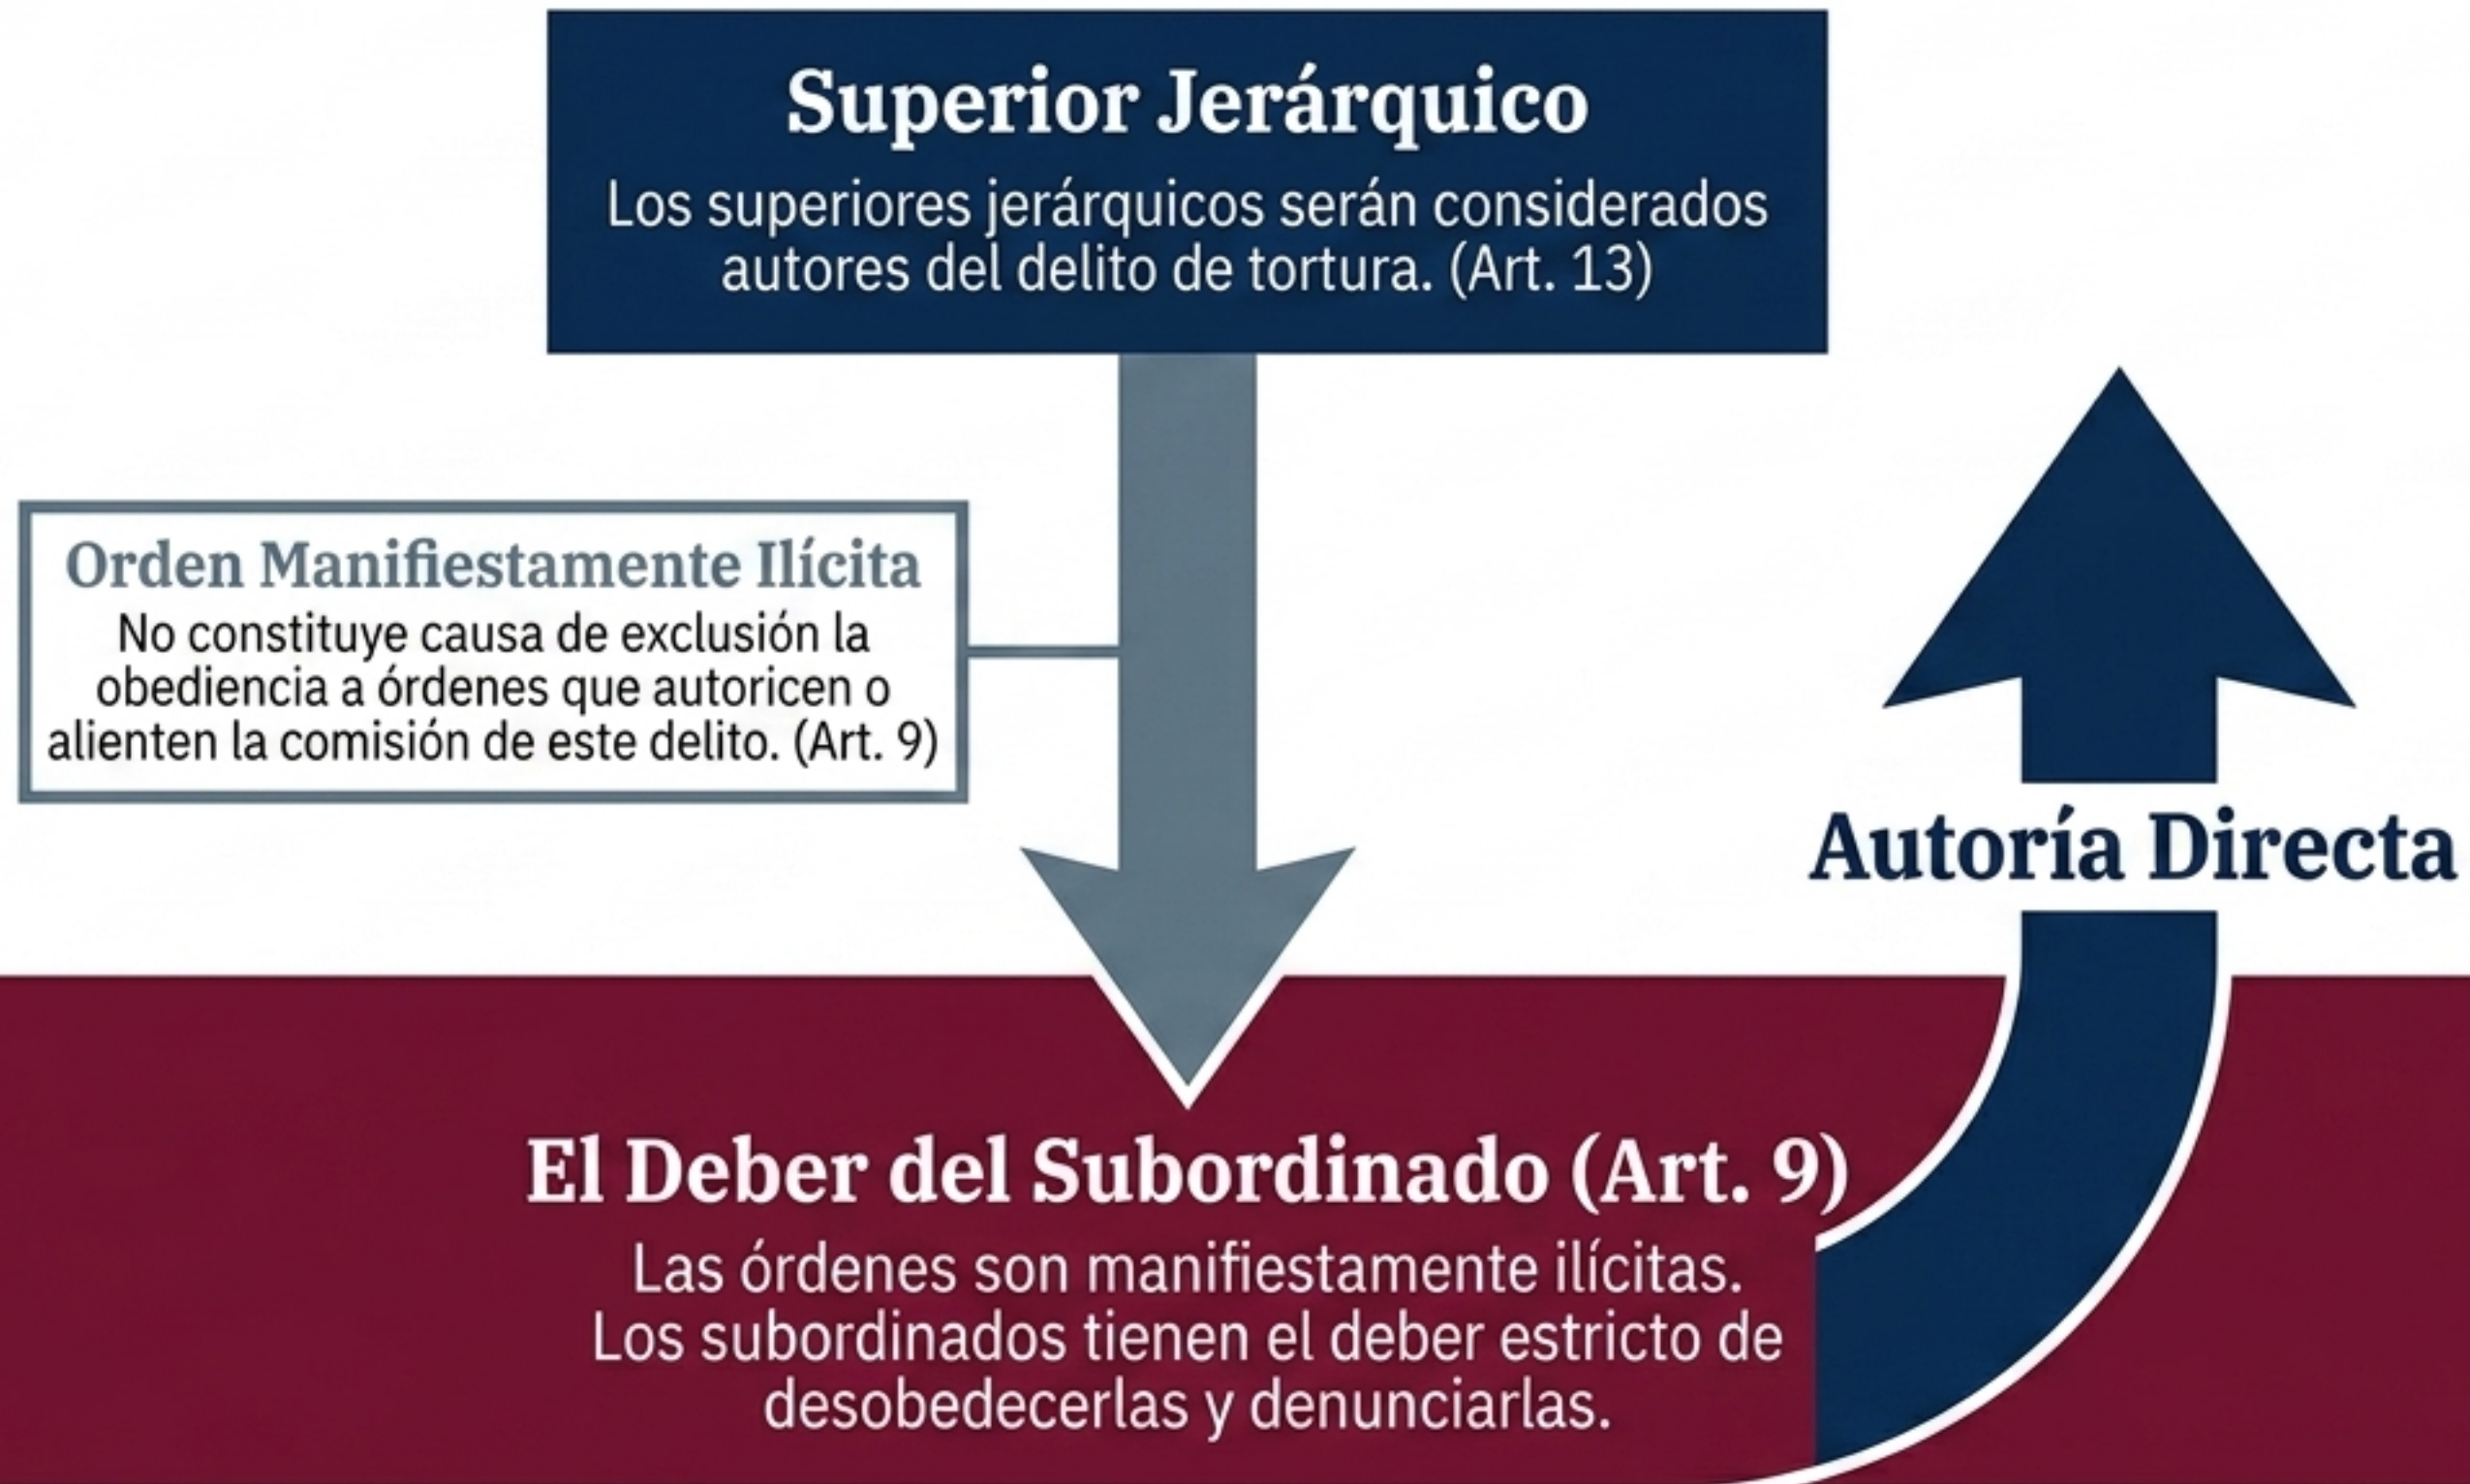 Superior Jerárquico
Los superiores jerárquicos serán considerados
autores del delito de tortura. (Art. 13)
Orden Manifiestamente Ilícita
No constituye causa de exclusión la
obediencia a órdenes que autoricen o
alienten la comisión de este delito. (Art. 9)
Autoría Directa
El Deber del Subordinado (Art. 9)
Las órdenes son manifiestamente ilícitas.
Los subordinados tienen el deber estricto de
desobedecerlas y denunciarlas.